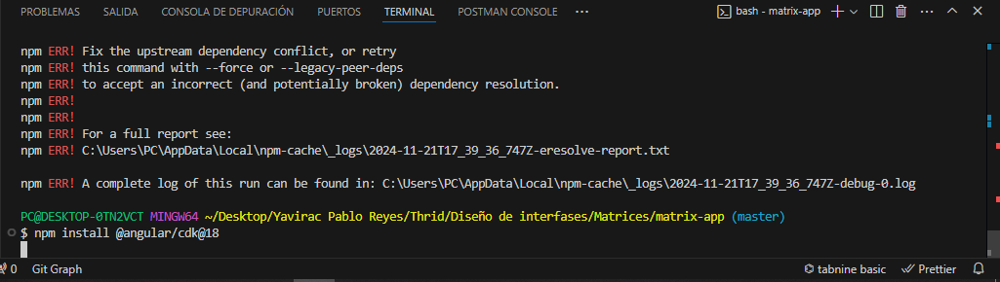 PROBLEMAS SALIDA CONSOLA DE DEPURACIÓN PUERTOS TERMINAL POSTMAN CONSOLE ··· bash - matrix-app
npm ERR! Fix the upstream dependency conflict, or retry
npm ERR! this command with --force or --legacy-peer-deps
npm ERR! to accept an incorrect (and potentially broken) dependency resolution.
npm ERR!
npm ERR!
npm ERR! For a full report see:
npm ERR! C:\Users\PC\AppData\Local\npm-cache\_logs\2024-11-21T17_39_36_747Z-eresolve-report.txt
npm ERR! A complete log of this run can be found in: C:\Users\PC\AppData\Local\npm-cache\_logs\2024-11-21T17_39_36_747Z-debug-0.log
PC@DESKTOP-0TN2VCT MINGW64 ~/Desktop/Yavirac Pablo Reyes/Thrid/Diseño de interfases/Matrices/matrix-app (master)
$ npm install @angular/cdk@18
0 Git Graph tabnine basic Prettier